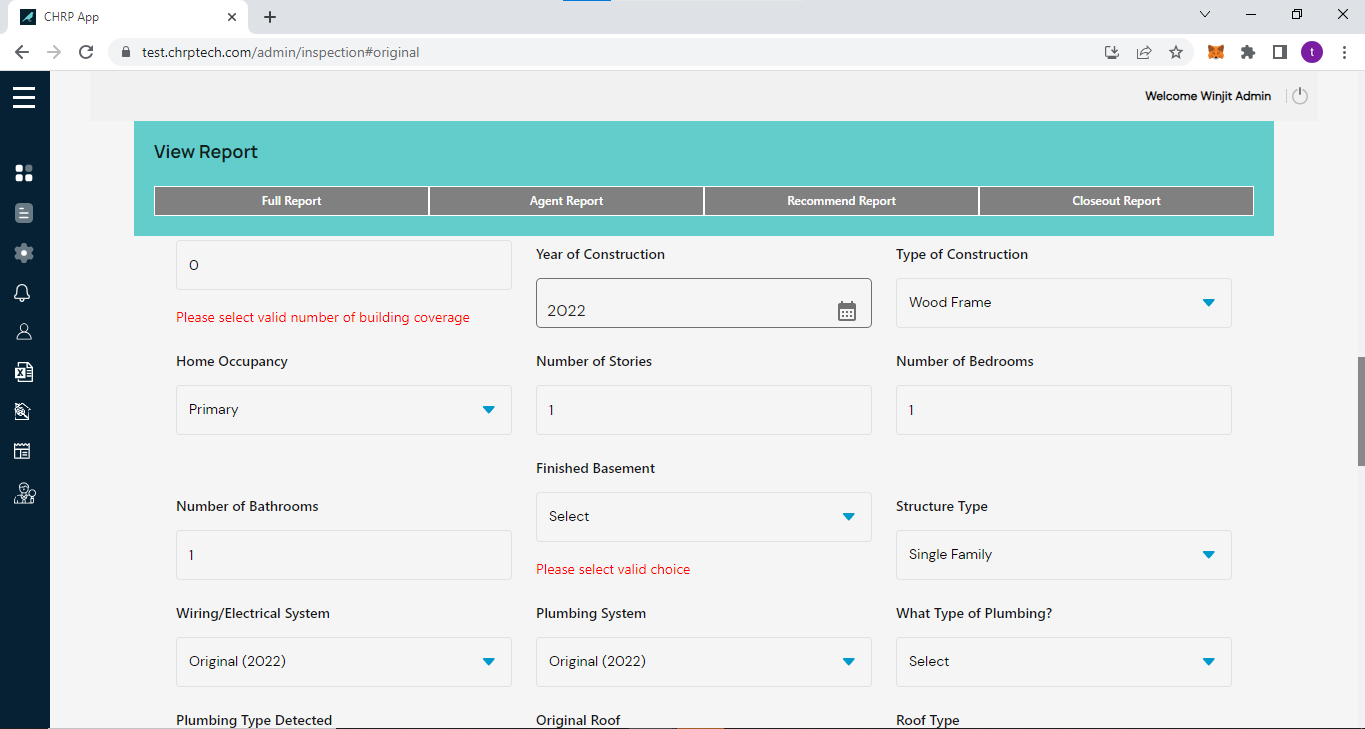 CHRP App
test.chrptech.com/admin/inspection#original
t
Welcome Winjit Admin
View Report
Full Report
Agent Report
Recommend Report
Closeout Report
0
Year of Construction
Type of Construction
2022
Wood Frame
Please select valid number of building coverage
Home Occupancy
Number of Stories
Number of Bedrooms
Primary
1
1
Finished Basement
Number of Bathrooms
Select
Structure Type
1
Please select valid choice
Single Family
Wiring/Electrical System
Plumbing System
What Type of Plumbing?
Original (2022)
Original (2022)
Select
Plumbing Type Detected
Original Roof
Roof Type